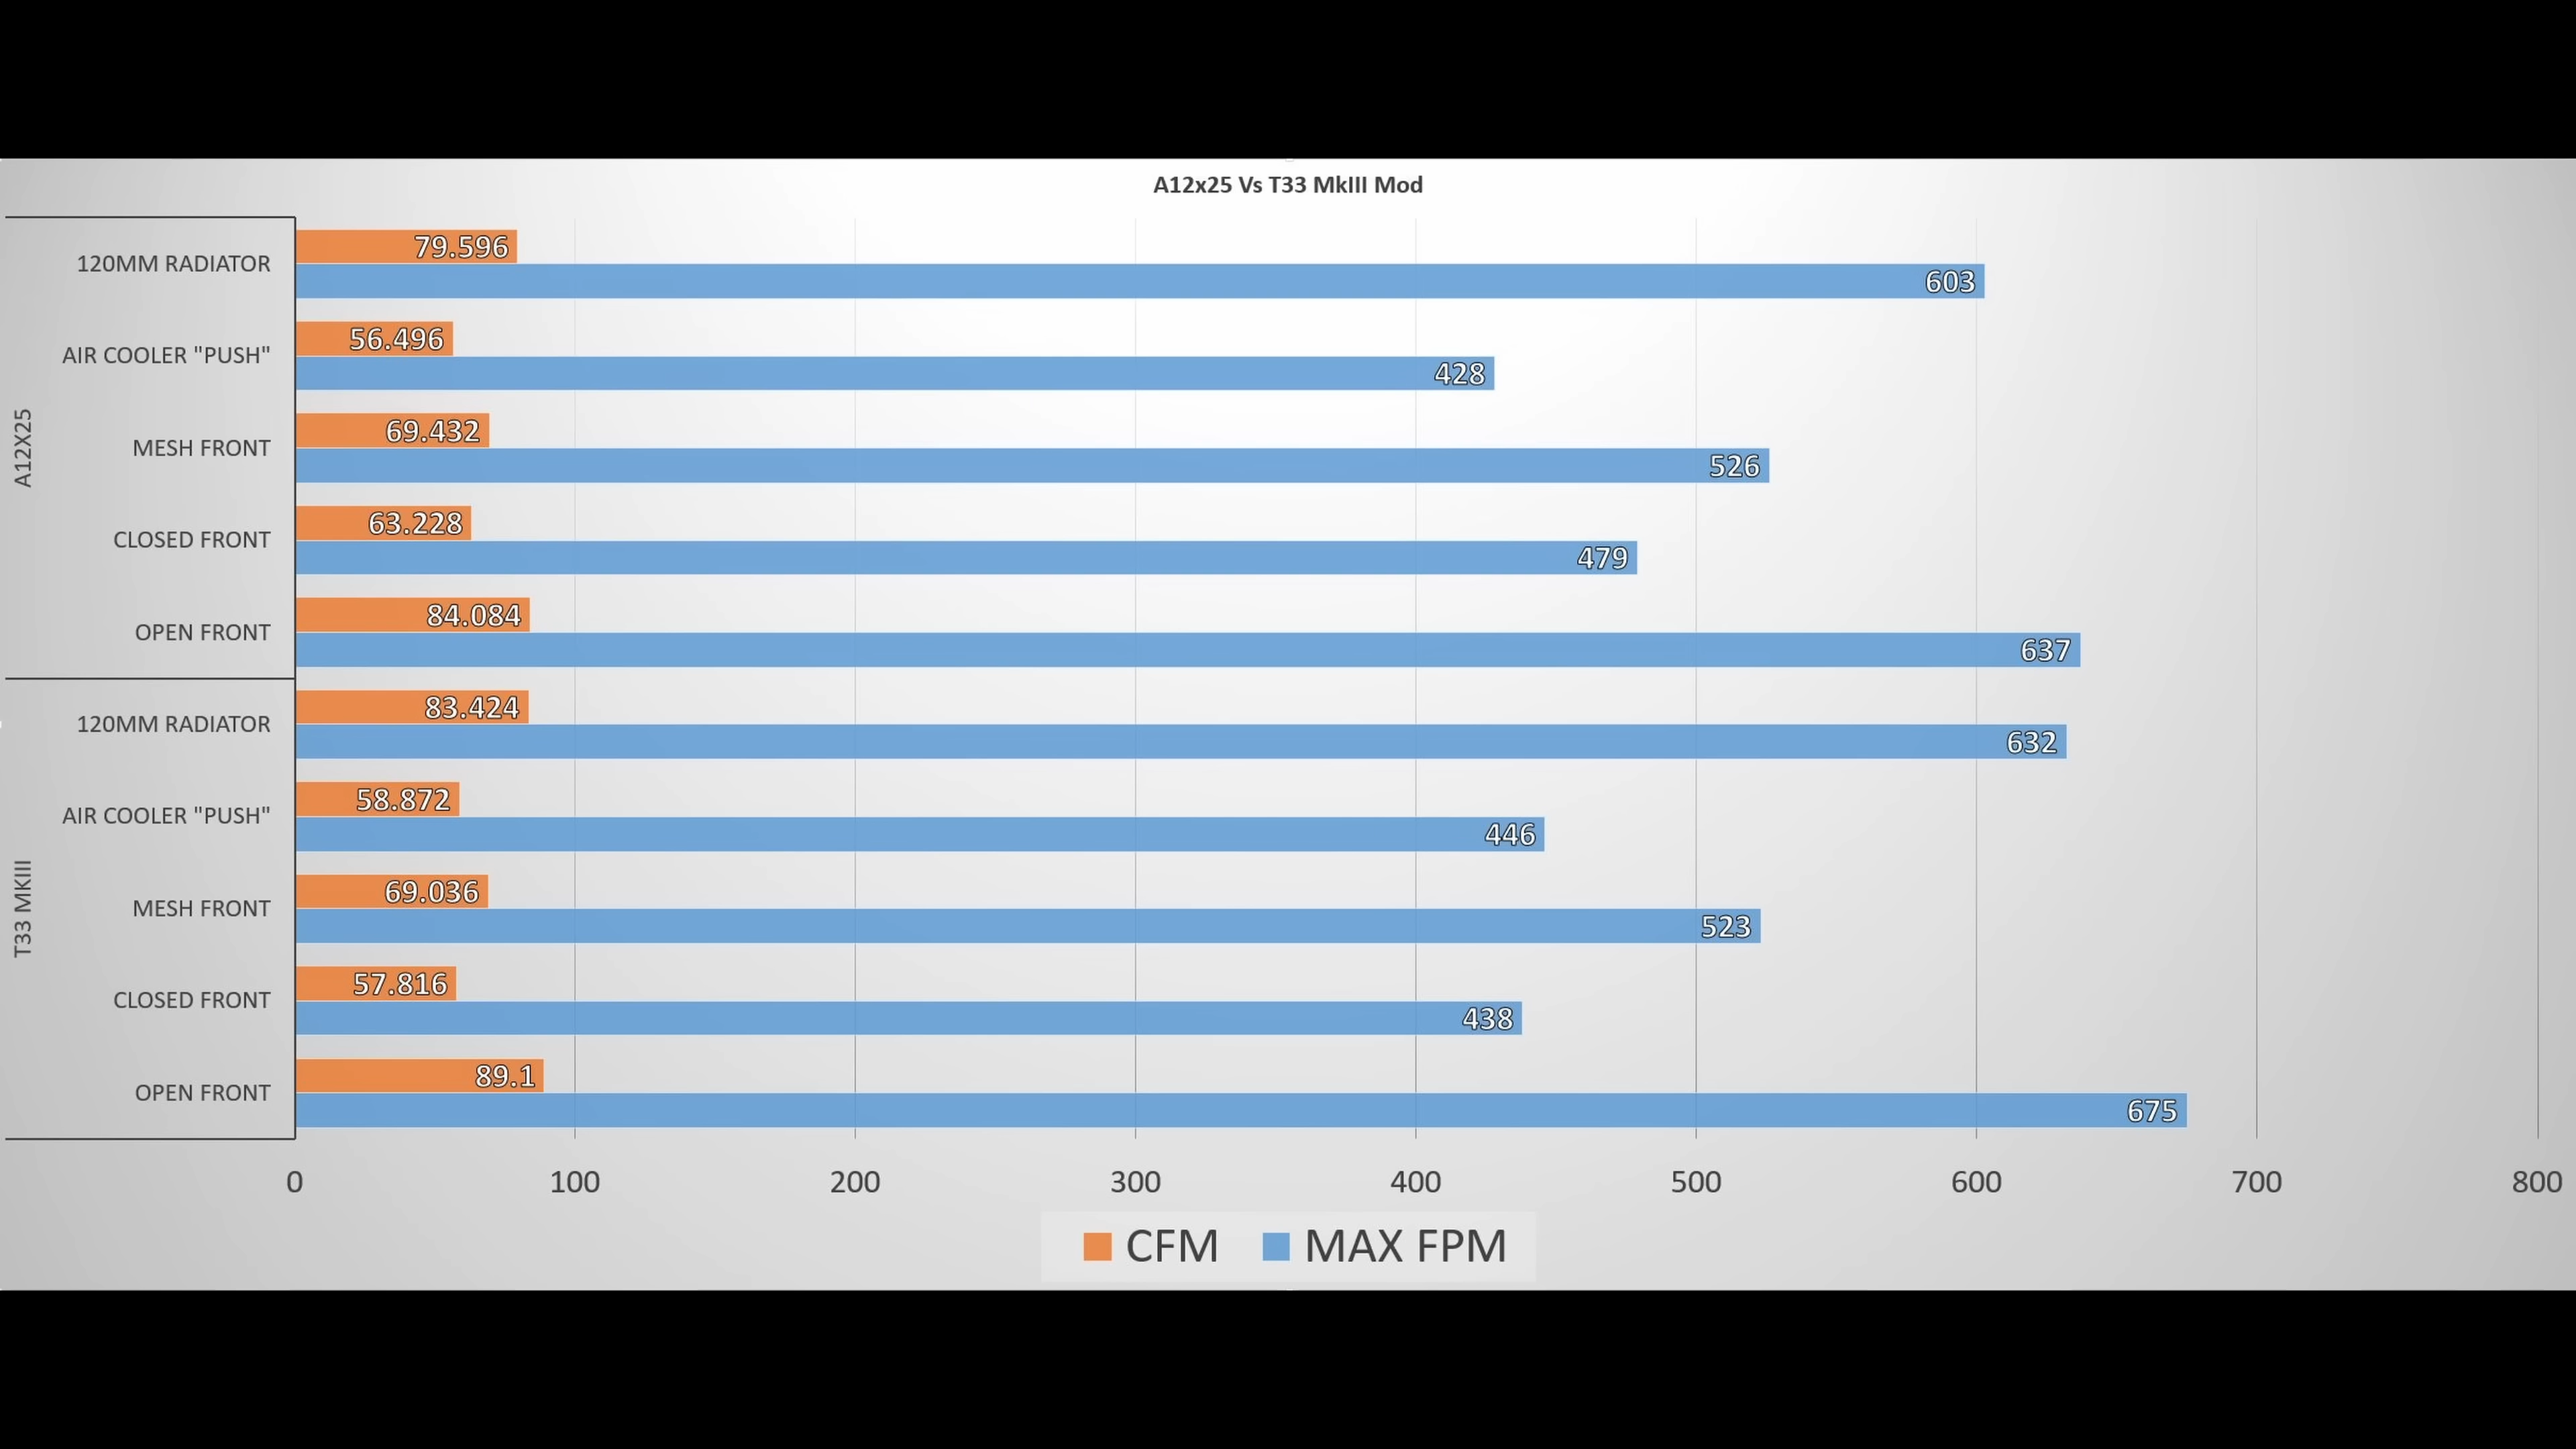 A12x25 Vs T33 MkIII Mod
A12X25
120MM RADIATOR
79.596
603
AIR COOLER "PUSH"
56.496
428
MESH FRONT
69.432
526
CLOSED FRONT
63.228
479
OPEN FRONT
84.084
637
T33 MKIII
120MM RADIATOR
83.424
632
AIR COOLER "PUSH"
58.872
446
MESH FRONT
69.036
523
CLOSED FRONT
57.816
438
OPEN FRONT
89.1
675
0 100 200 300 400 500 600 700 800
CFM MAX FPM